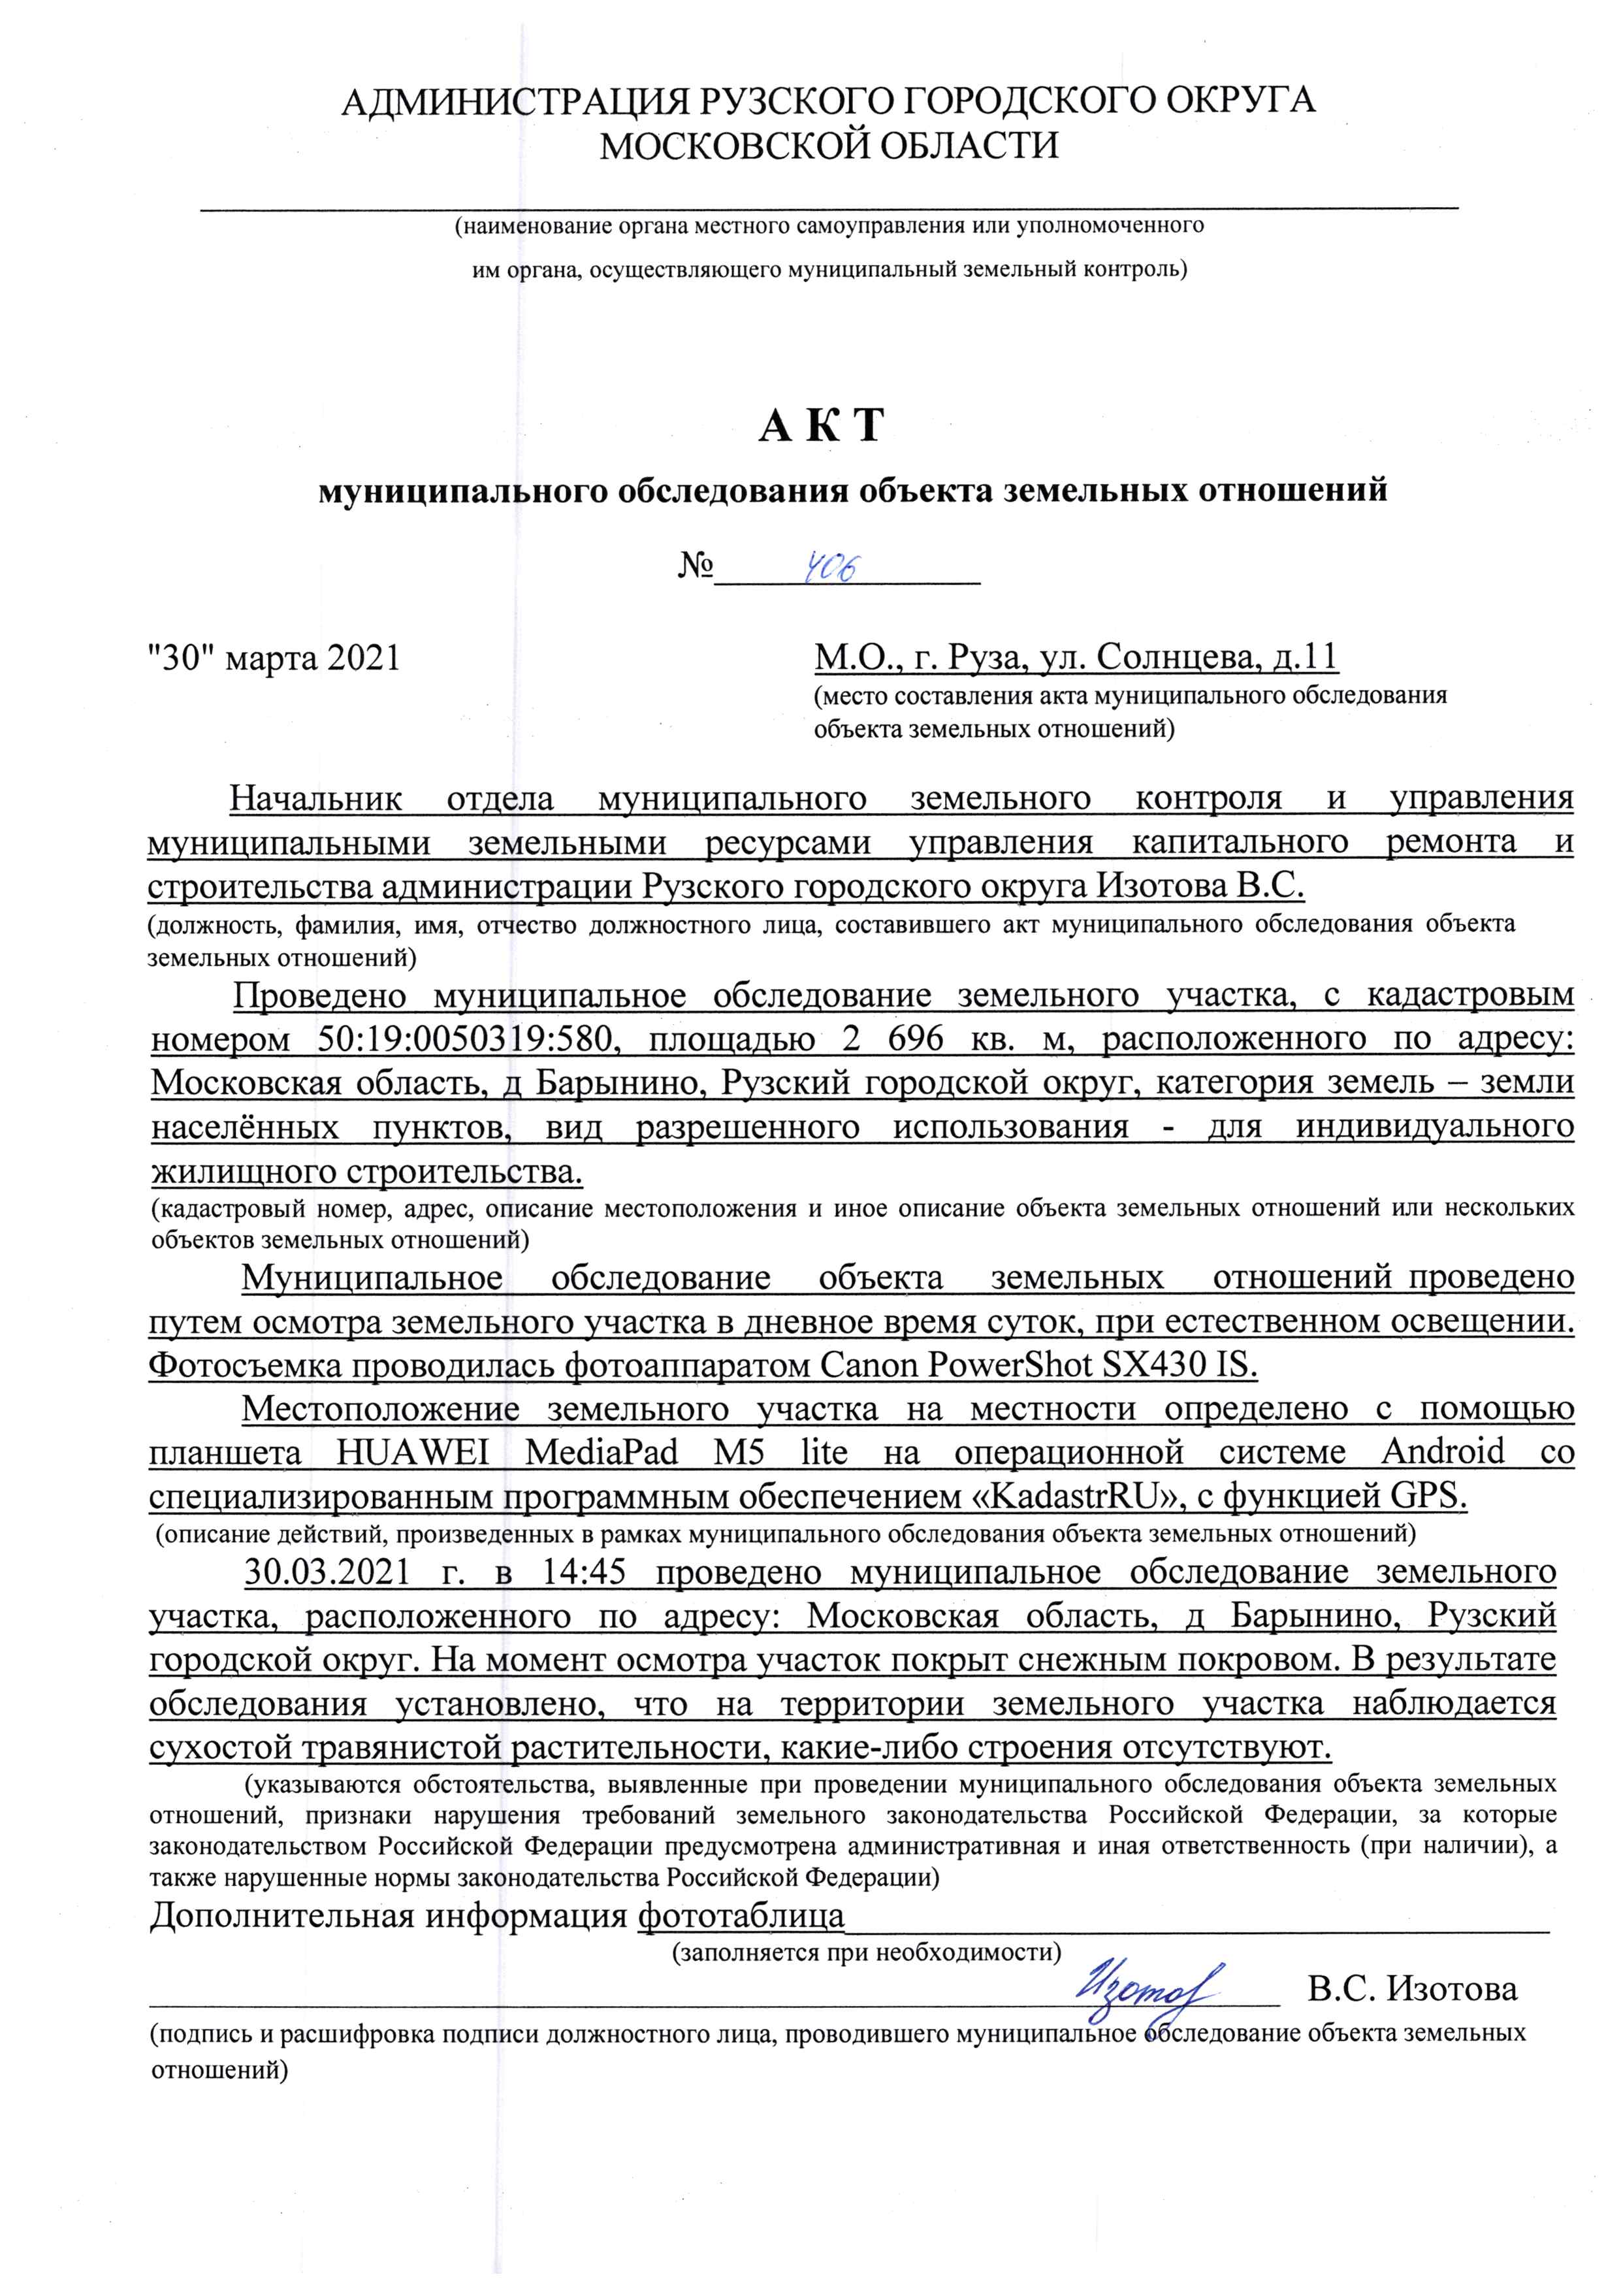 АДМИНИСТРАЦИЯ РУЗСКОГО ГОРОДСКОГО ОКРУГА
МОСКОВСКОЙ ОБЛАСТИ
(наименование органа местного самоуправления или уполномоченного
им органа, осуществляющего муниципальный земельный контроль)
А К Т
муниципального обследования объекта земельных отношений
№ 406
"30" марта 2021
М.О., г. Руза, ул. Солнцева, д.11
(место составления акта муниципального обследования
объекта земельных отношений)
Начальник отдела муниципального земельного контроля и управления
муниципальными земельными ресурсами управления капитального ремонта и
строительства администрации Рузского городского округа Изотова В.С.
(должность, фамилия, имя, отчество должностного лица, составившего акт муниципального обследования объекта
земельных отношений)
Проведено муниципальное обследование земельного участка, с кадастровым
номером 50:19:0050319:580, площадью 2 696 кв. м, расположенного по адресу:
Московская область, д Барынино, Рузский городской округ, категория земель – земли
населённых пунктов, вид разрешенного использования - для индивидуального
жилищного строительства.
(кадастровый номер, адрес, описание местоположения и иное описание объекта земельных отношений или нескольких
объектов земельных отношений)
Муниципальное обследование объекта земельных отношений проведено
путем осмотра земельного участка в дневное время суток, при естественном освещении.
Фотосъемка проводилась фотоаппаратом Canon PowerShot SX430 IS.
Местоположение земельного участка на местности определено с помощью
планшета HUAWEI MediaPad M5 lite на операционной системе Android со
специализированным программным обеспечением «KadastrRU», с функцией GPS.
(описание действий, произведенных в рамках муниципального обследования объекта земельных отношений)
30.03.2021 г. в 14:45 проведено муниципальное обследование земельного
участка, расположенного по адресу: Московская область, д Барынино, Рузский
городской округ. На момент осмотра участок покрыт снежным покровом. В результате
обследования установлено, что на территории земельного участка наблюдается
сухостой травянистой растительности, какие-либо строения отсутствуют.
(указываются обстоятельства, выявленные при проведении муниципального обследования объекта земельных
отношений, признаки нарушения требований земельного законодательства Российской Федерации, за которые
законодательством Российской Федерации предусмотрена административная и иная ответственность (при наличии), а
также нарушенные нормы законодательства Российской Федерации)
Дополнительная информация фототаблица
(заполняется при необходимости)
Изотов В.С. Изотова
(подпись и расшифровка подписи должностного лица, проводившего муниципальное обследование объекта земельных
отношений)